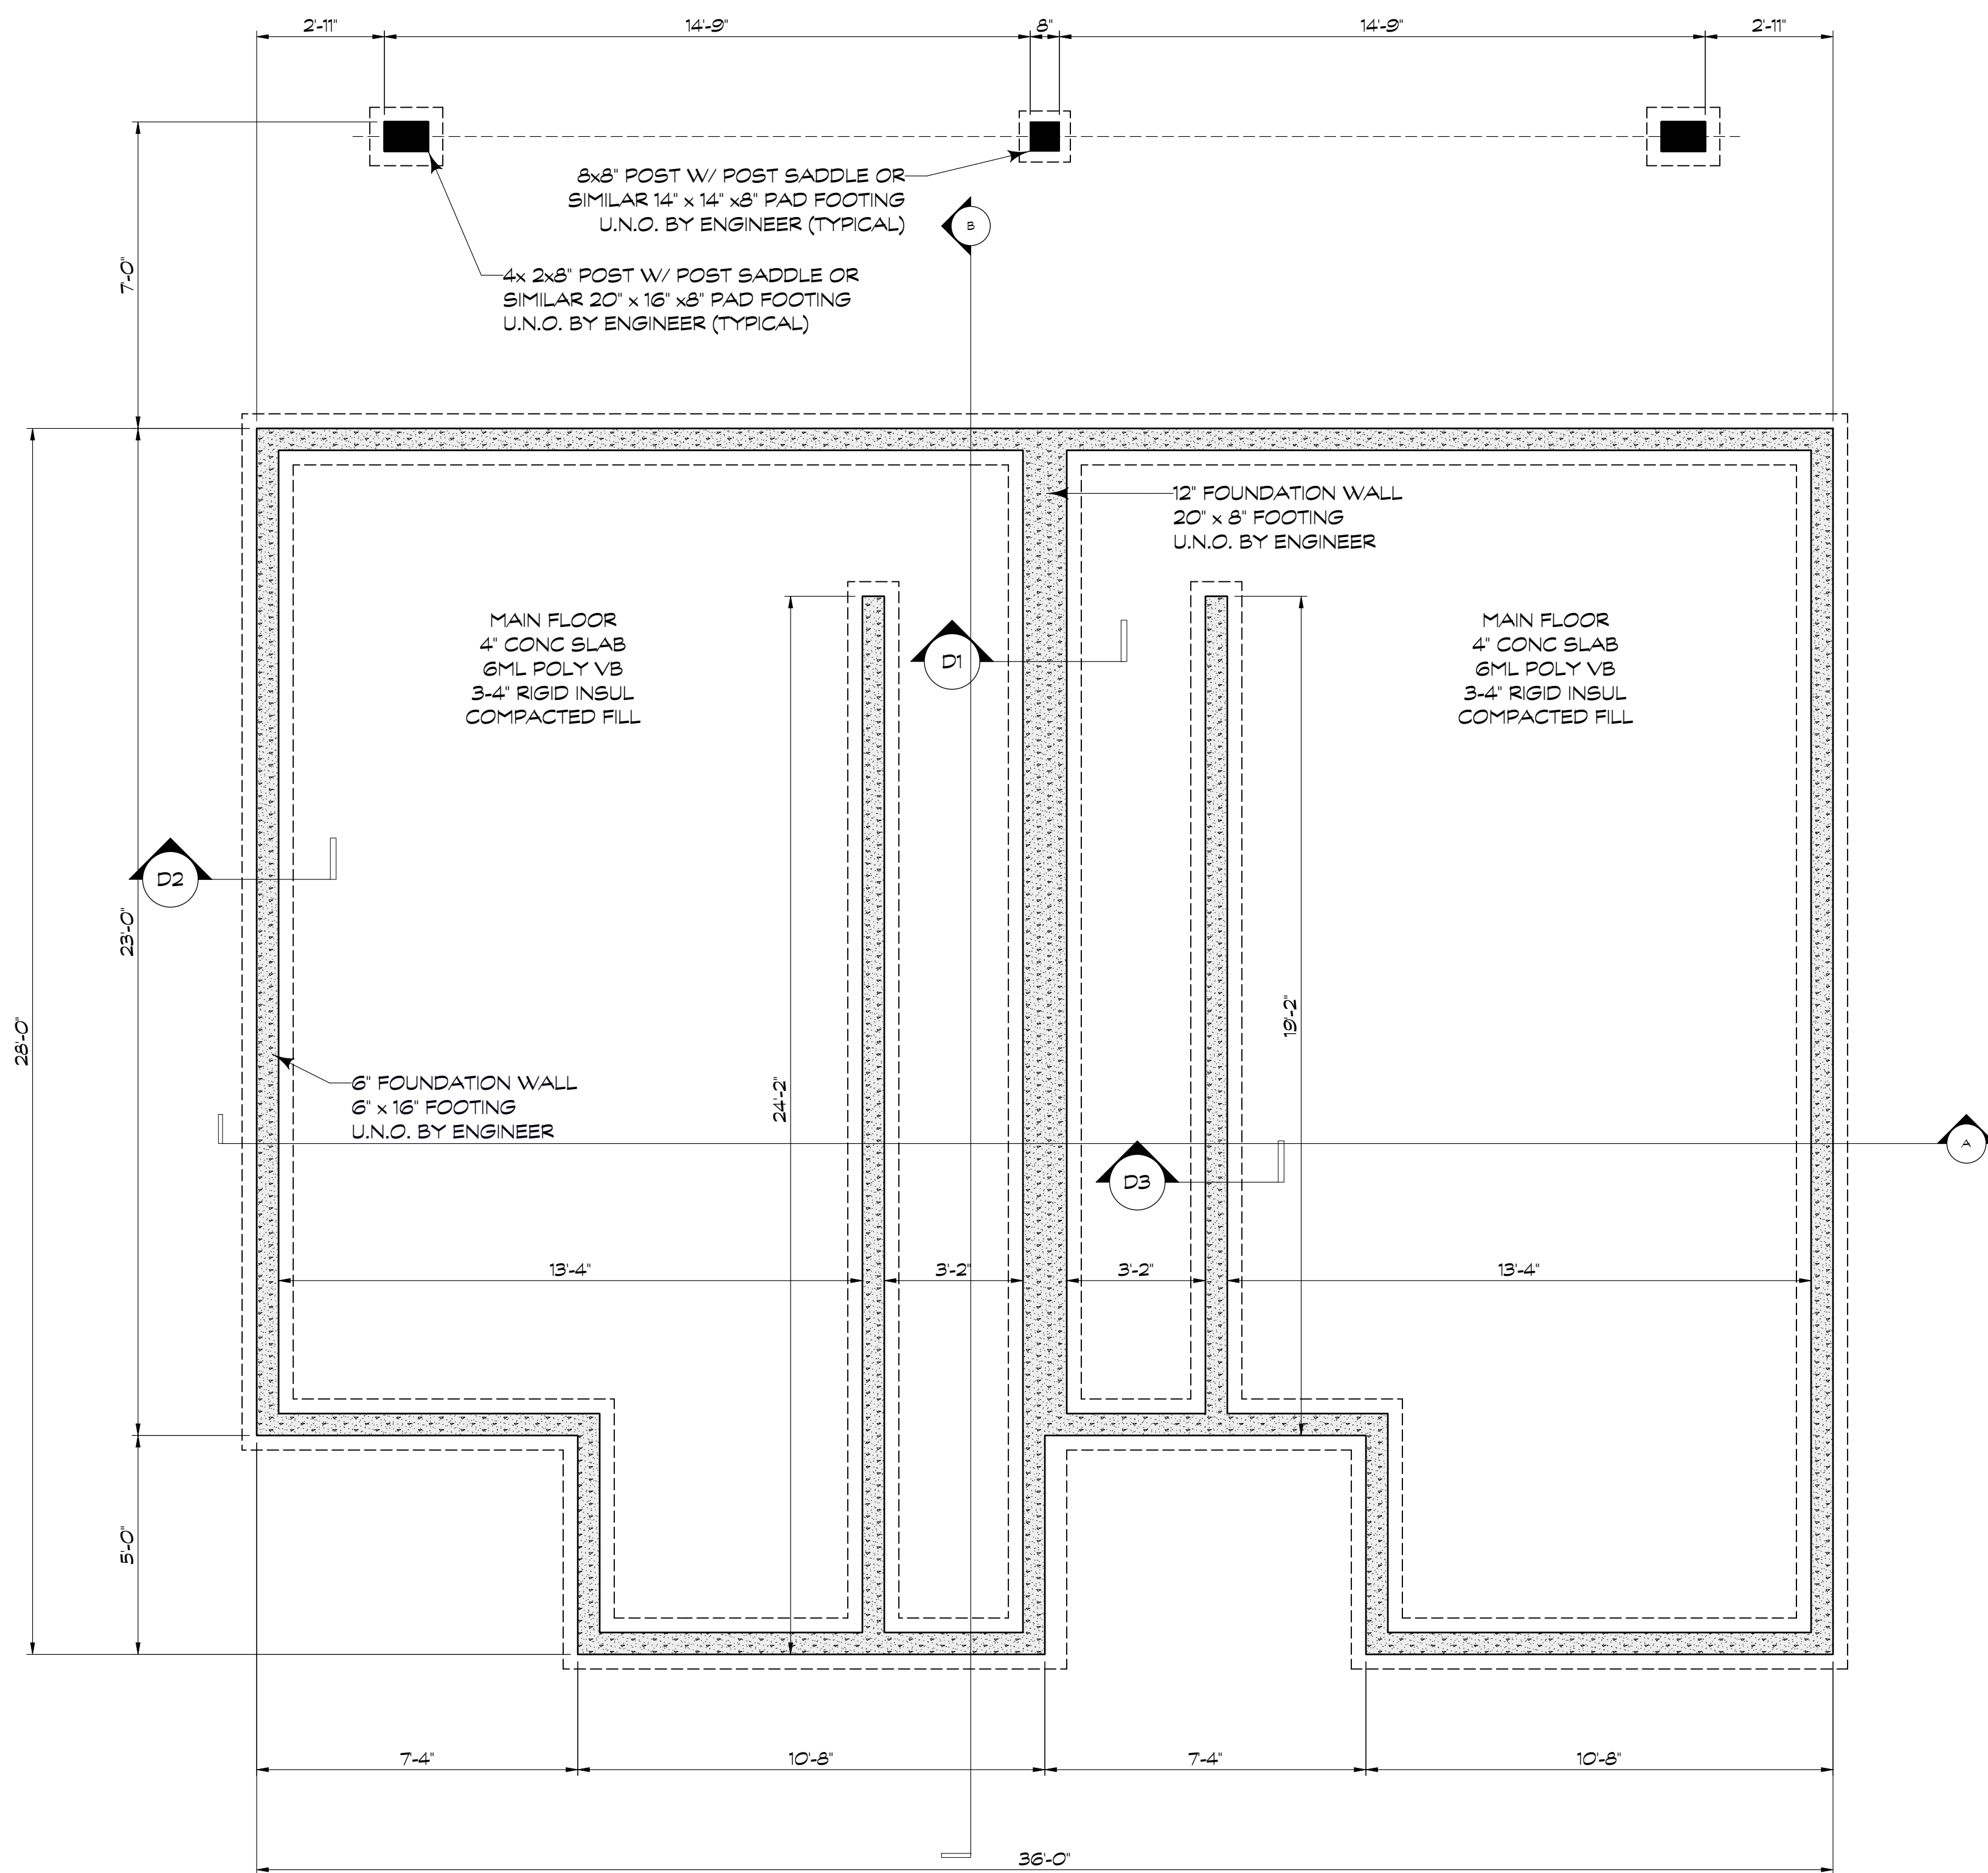 2'-11"
14'-9"
8"
14'-9"
2'-11"
8x8" POST W/ POST SADDLE OR
SIMILAR 14" x 14" x8" PAD FOOTING
U.N.O. BY ENGINEER (TYPICAL)
B
7'-0"
4x 2x8" POST W/ POST SADDLE OR
SIMILAR 20" x 16" x8" PAD FOOTING
U.N.O. BY ENGINEER (TYPICAL)
12" FOUNDATION WALL
20" x 8" FOOTING
U.N.O. BY ENGINEER
MAIN FLOOR
4" CONC SLAB
6ML POLY VB
3-4" RIGID INSUL
COMPACTED FILL
D1
MAIN FLOOR
4" CONC SLAB
6ML POLY VB
3-4" RIGID INSUL
COMPACTED FILL
D2
23'-0"
28'-0"
19'-2"
24'-2"
6" FOUNDATION WALL
6" x 16" FOOTING
U.N.O. BY ENGINEER
A
D3
13'-4"
3'-2"
3'-2"
13'-4"
5'-0"
7'-4"
10'-8"
7'-4"
10'-8"
36'-0"